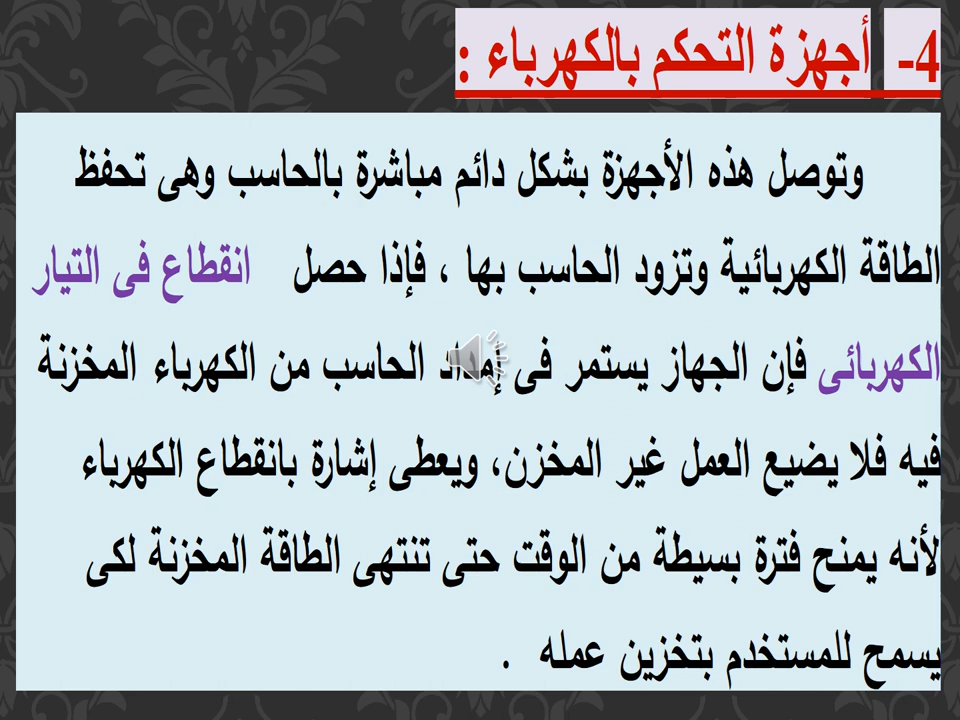 4- أجهزة التحكم بالكهرباء :
وتوصل هذه الأجهزة بشكل دائم مباشرة بالحاسب وهى تحفظ
الطاقة الكهربائية وتزود الحاسب بها ، فإذا حصل انقطاع فى التيار
الكهربائى فإن الجهاز يستمر فى إمداد الحاسب من الكهرباء المخزنة
فيه فلا يضيع العمل غير المخزن، ويعطى إشارة بانقطاع الكهرباء
لأنه يمنح فترة بسيطة من الوقت حتى تنتهى الطاقة المخزنة لكى
يسمح للمستخدم بتخزين عمله .